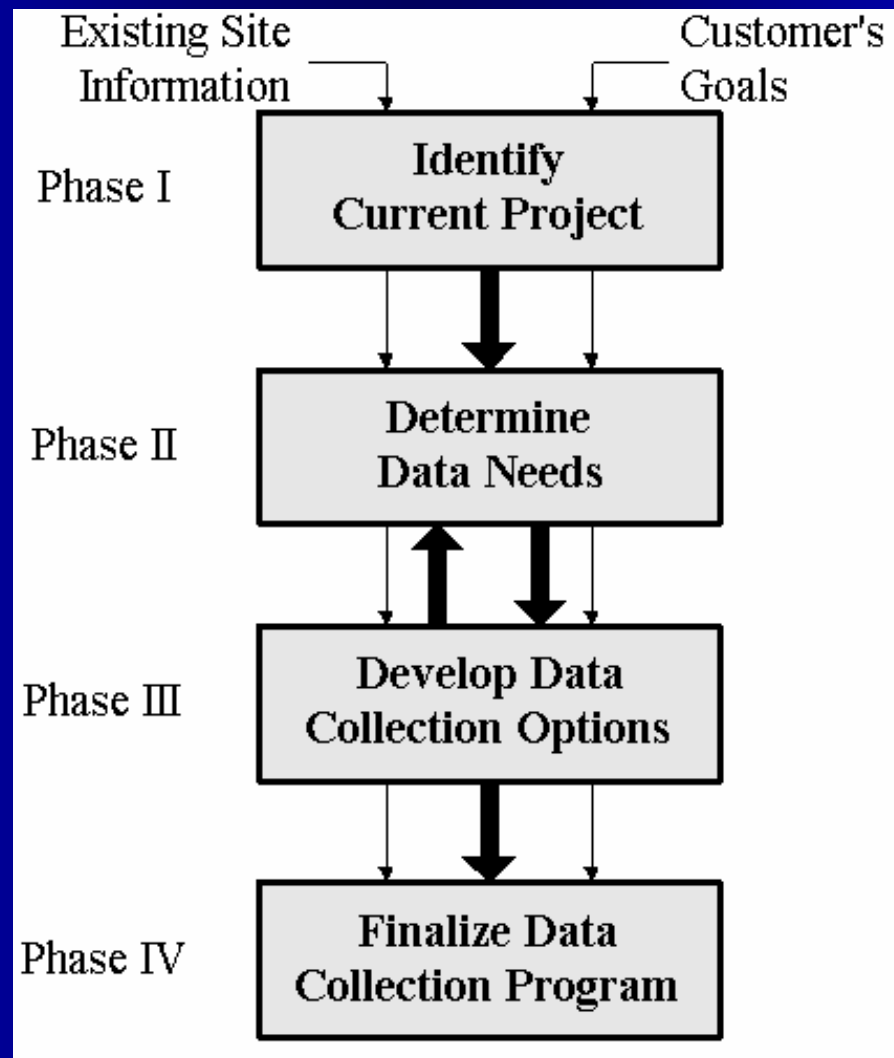 Existing Site
Information
Customer's
Goals
Phase I
Identify
Current Project
Phase II
Determine
Data Needs
Phase III
Develop Data
Collection Options
Phase IV
Finalize Data
Collection Program